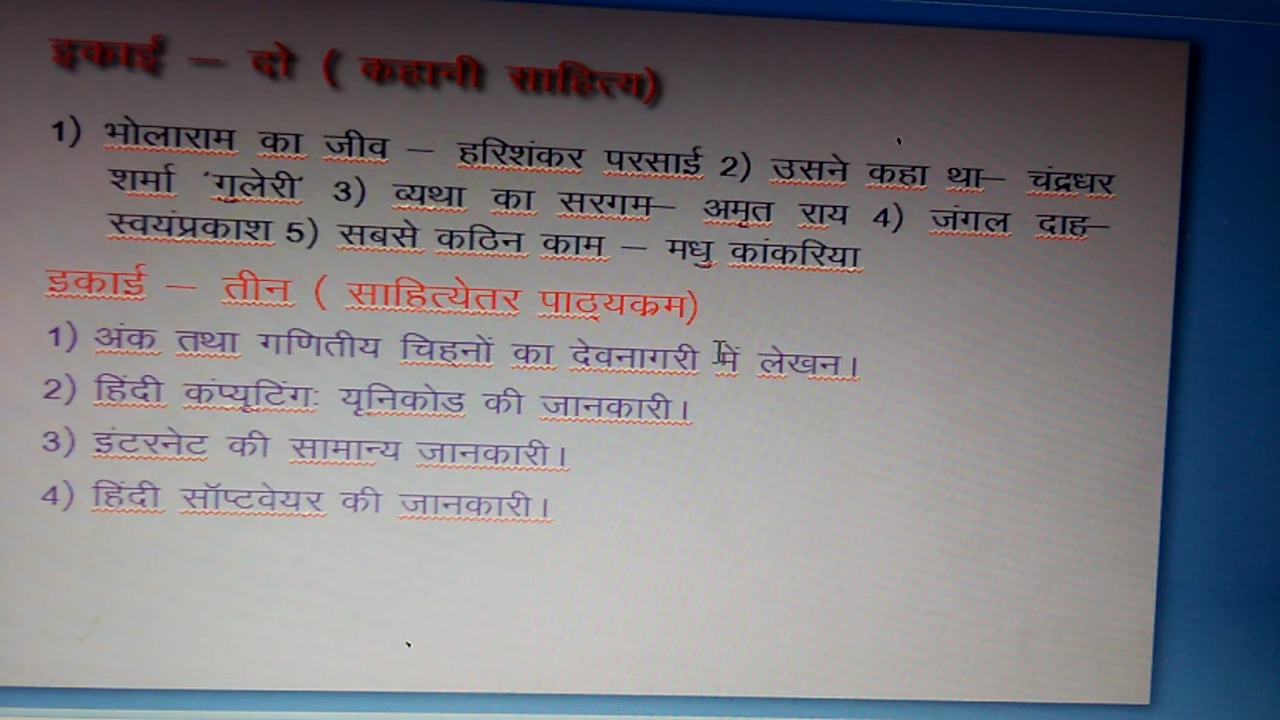 इकाई – दो ( कहानी साहित्य)
1) भोलाराम का जीव – हरिशंकर परसाई 2) उसने कहा था– चंद्रधर
शर्मा 'गुलेरी' 3) व्यथा का सरगम– अमृत राय 4) जंगल दाह–
स्वयंप्रकाश 5) सबसे कठिन काम – मधु कांकरिया
इकाई – तीन ( साहित्येतर पाठ्यकम)
1) अंक तथा गणितीय चिहनों का देवनागरी में लेखन।
2) हिंदी कंप्यूटिंगः यूनिकोड की जानकारी।
3) इंटरनेट की सामान्य जानकारी।
4) हिंदी सॉप्टवेयर की जानकारी।